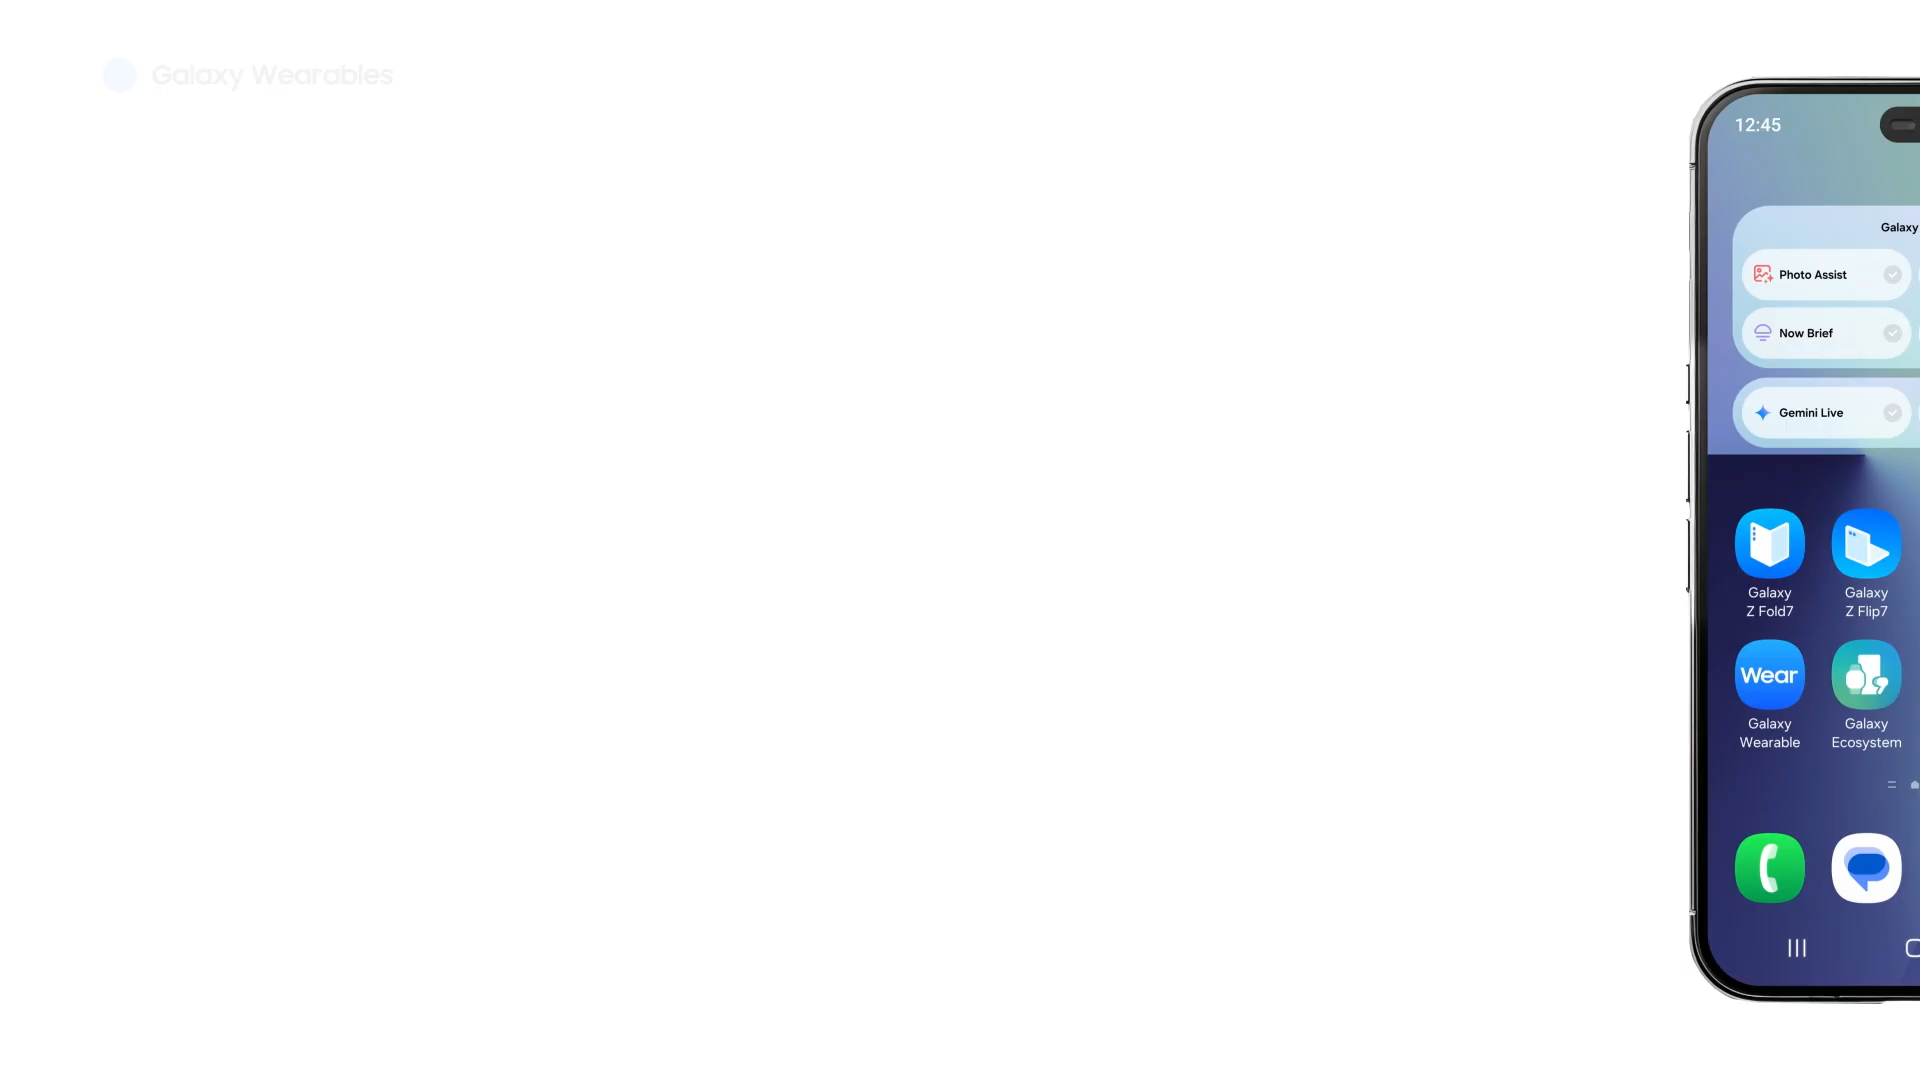 Galaxy Wearables
12:45
Galaxy
Photo Assist
Now Brief
Gemini Live
Galaxy
Z Fold7
Galaxy
Z Flip7
Wear
Galaxy
Wearable
Galaxy
Ecosystem